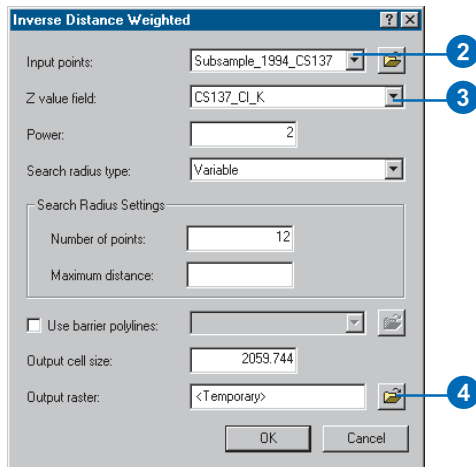 Inverse Distance Weighted
Input points: Subsample_1994_CS137 2
Z value field: CS137_CI_K 3
Power: 2
Search radius type: Variable
Search Radius Settings
Number of points: 12
Maximum distance:
Use barrier polylines:
Output cell size: 2059.744
Output raster: <Temporary> 4
OK Cancel